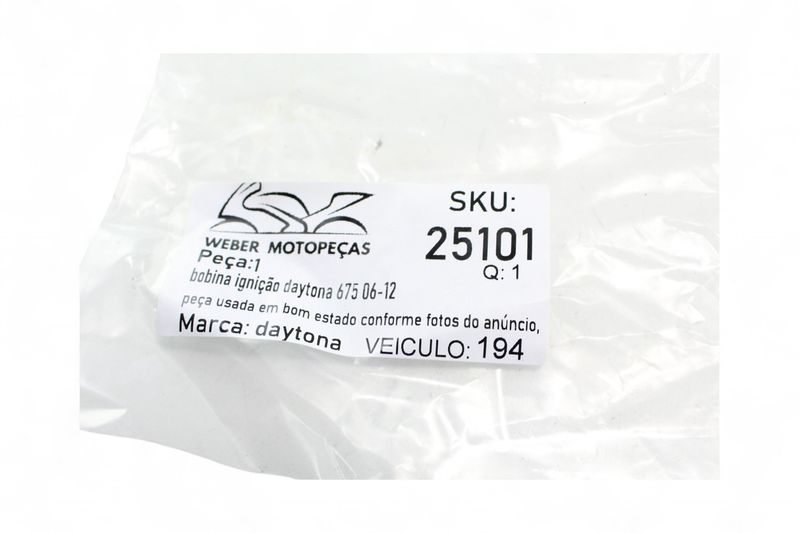 WEBER MOTOPEÇAS
SKU:
25101
Q: 1
Peça:1
bobina ignição daytona 675 06-12
peça usada em bom estado conforme fotos do anúncio,
Marca: daytona
VEICULO: 194